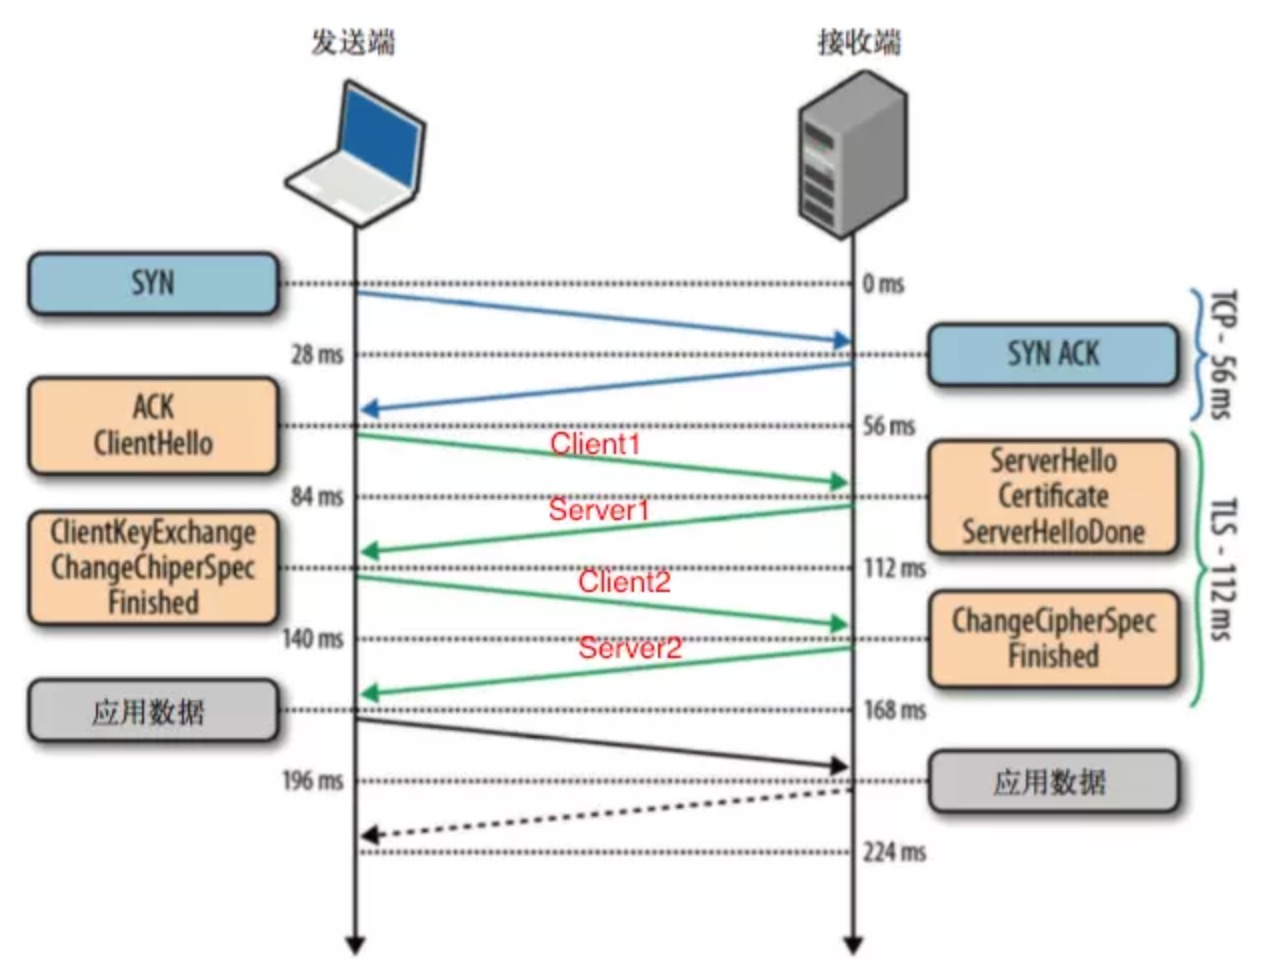 发送端
接收端
SYN
0 ms
28 ms
SYN ACK
TCP - 56 ms
ACK
ClientHello
56 ms
Client1
84 ms
ServerHello
Certificate
ServerHelloDone
Server1
ClientKeyExchange
ChangeChiperSpec
Finished
112 ms
TLS - 112 ms
Client2
140 ms
ChangeCipherSpec
Finished
Server2
应用数据
168 ms
196 ms
应用数据
224 ms